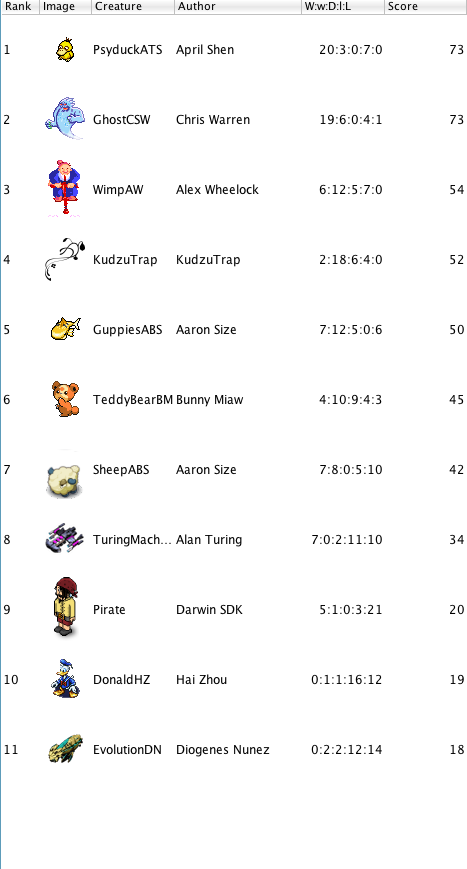 Rank Image Creature Author W:w:D:l:L Score
1 PsyduckATS April Shen 20:3:0:7:0 73
2 GhostCSW Chris Warren 19:6:0:4:1 73
3 WimpAW Alex Wheelock 6:12:5:7:0 54
4 KudzuTrap KudzuTrap 2:18:6:4:0 52
5 GuppiesABS Aaron Size 7:12:5:0:6 50
6 TeddyBearBM Bunny Miaw 4:10:9:4:3 45
7 SheepABS Aaron Size 7:8:0:5:10 42
8 TuringMach... Alan Turing 7:0:2:11:10 34
9 Pirate Darwin SDK 5:1:0:3:21 20
10 DonaldHZ Hai Zhou 0:1:1:16:12 19
11 EvolutionDN Diogenes Nunez 0:2:2:12:14 18